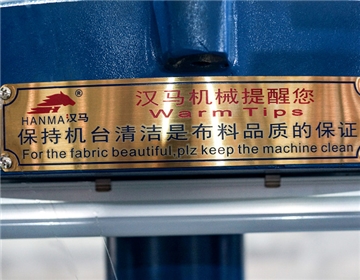 汉马机械提醒您
Warm Tips
HANMA汉马®
保持机台清洁是布料品质的保证
For the fabric beautiful,plz keep the machine clean